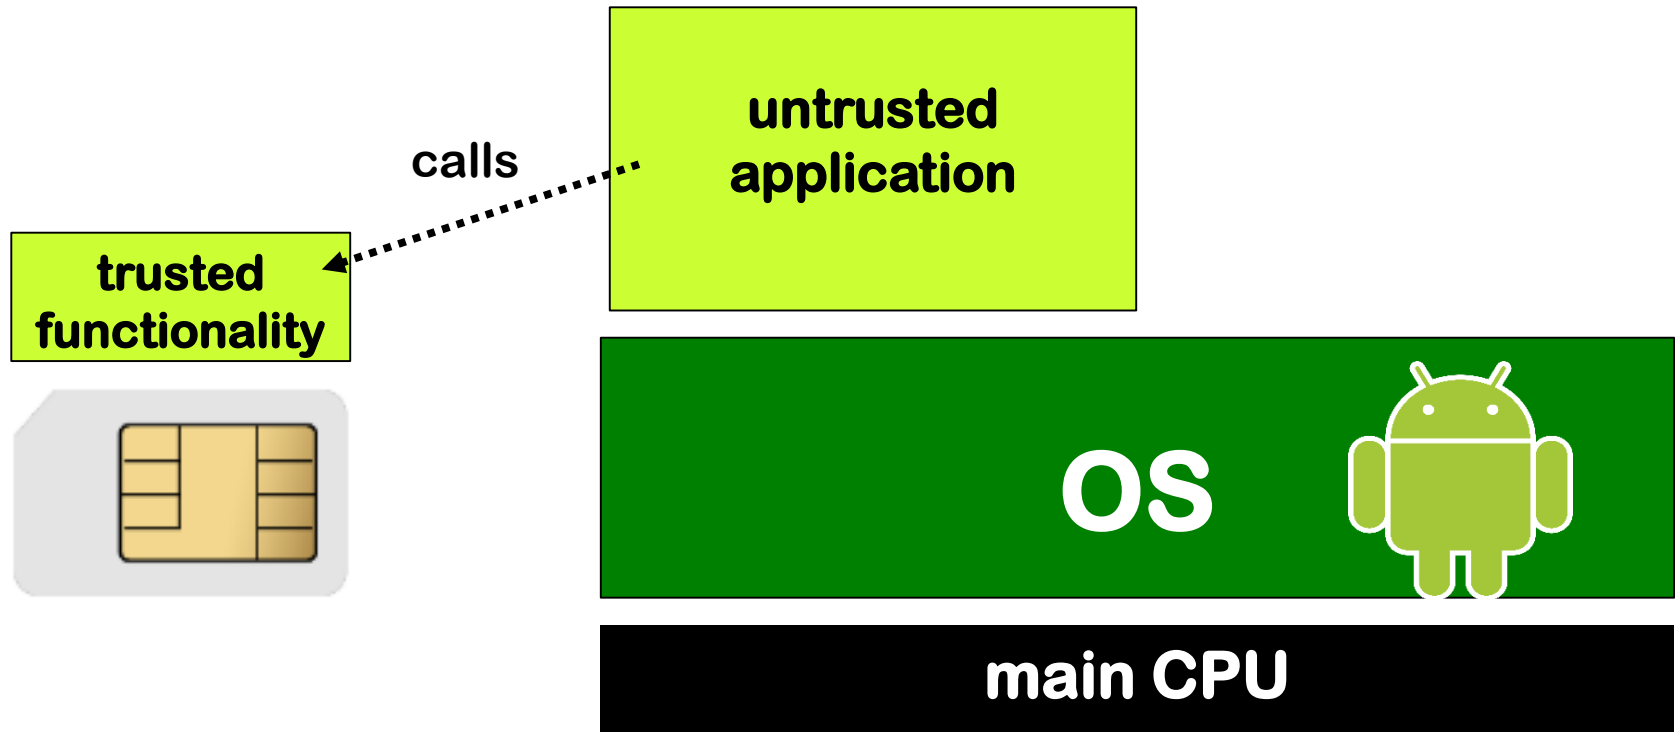 untrusted
application
calls
trusted
functionality
OS
main CPU